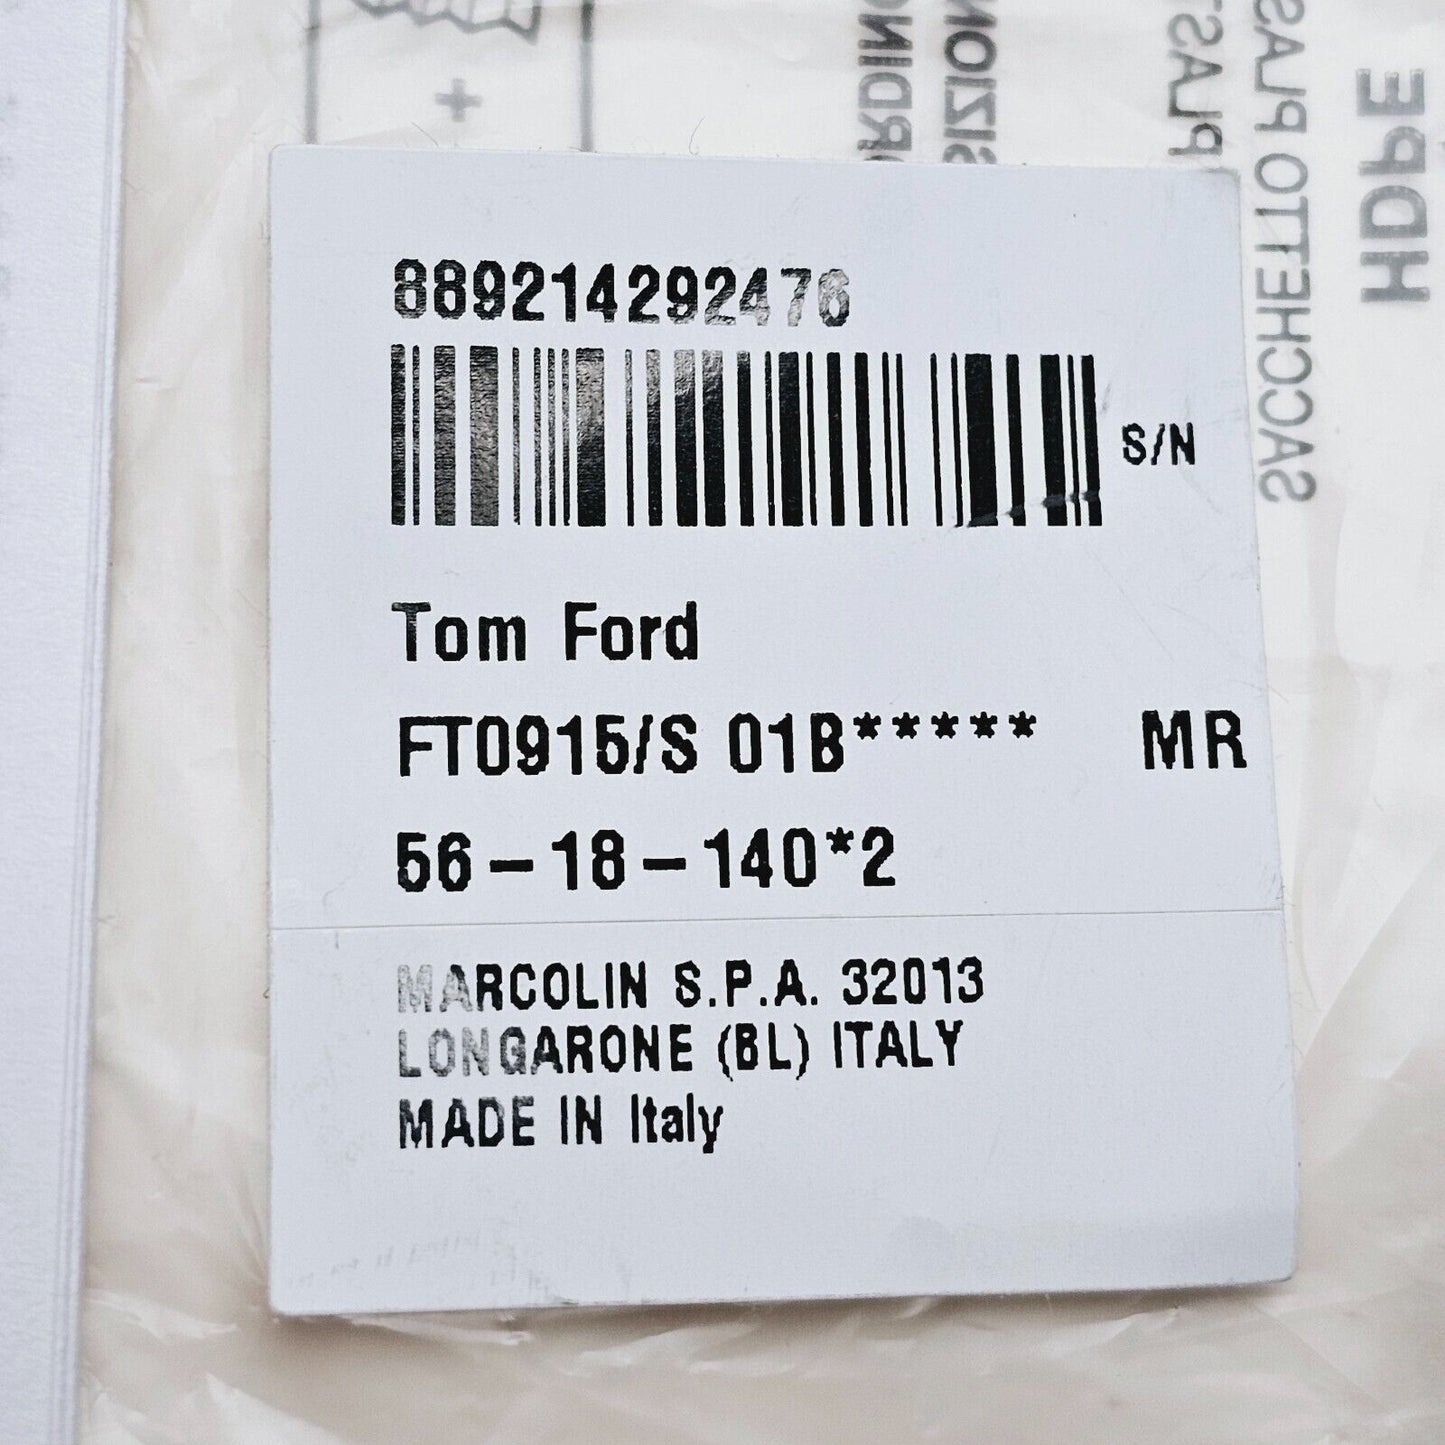 889214292476
S/N
Tom Ford
FT0915/S 01B***** MR
56-18-140*2
MARCOLIN S.P.A. 32013
LONGARONE (BL) ITALY
MADE IN Italy
HDPE
SACCHETTO PLAS
+